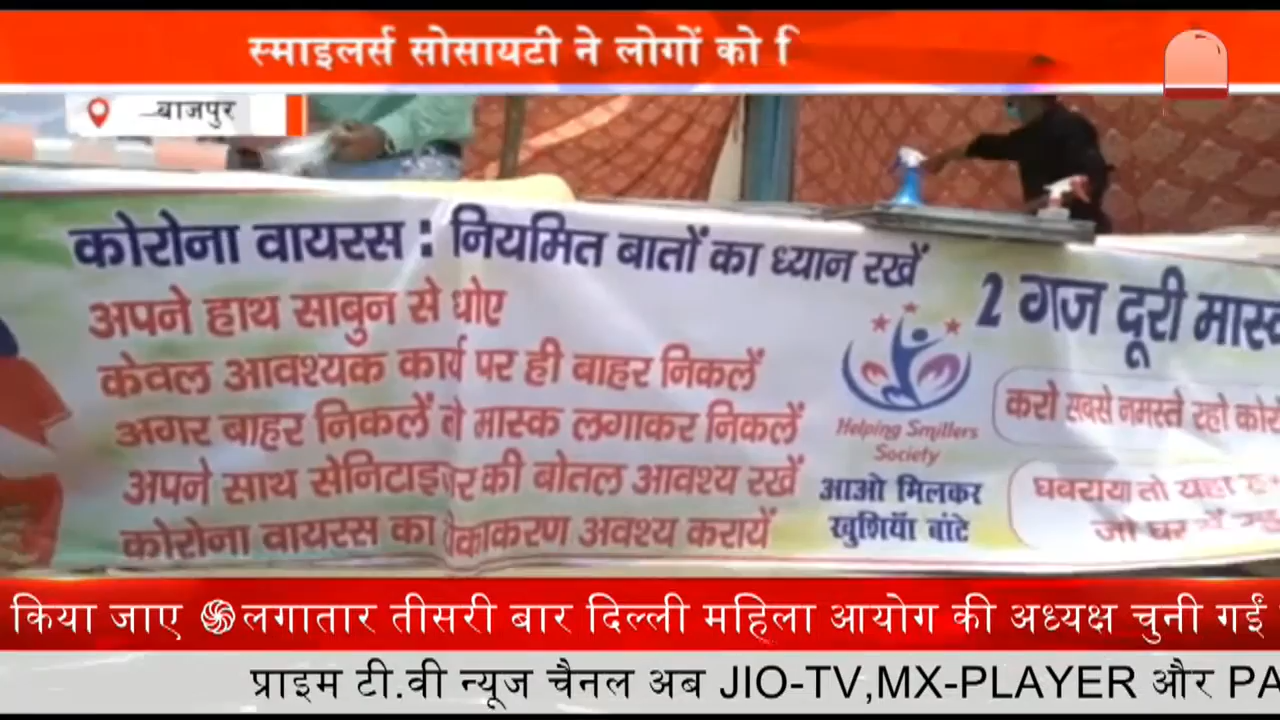 स्माइलर्स सोसायटी ने लोगों को
बाजपुर
कोरोना वायरस : नियमित बातों का ध्यान रखें
अपने हाथ साबुन से धोए
केवल आवश्यक कार्य पर ही बाहर निकलें
अगर बाहर निकलें तो मास्क लगाकर निकलें
अपने साथ सेनिटाइजर की बोतल आवश्य रखें
कोरोना वायरस का टीकाकरण अवश्य करायें
Helping Smillers
Society
आओ मिलकर
खुशियॉ बांटे
2 गज दूरी मास्क
करो सबसे नमस्ते रहो
घबराया तो
जो घर
किया जाए लगातार तीसरी बार दिल्ली महिला आयोग की अध्यक्ष चुनी गईं
प्राइम टी.वी न्यूज चैनल अब JIO-TV,MX-PLAYER और PA